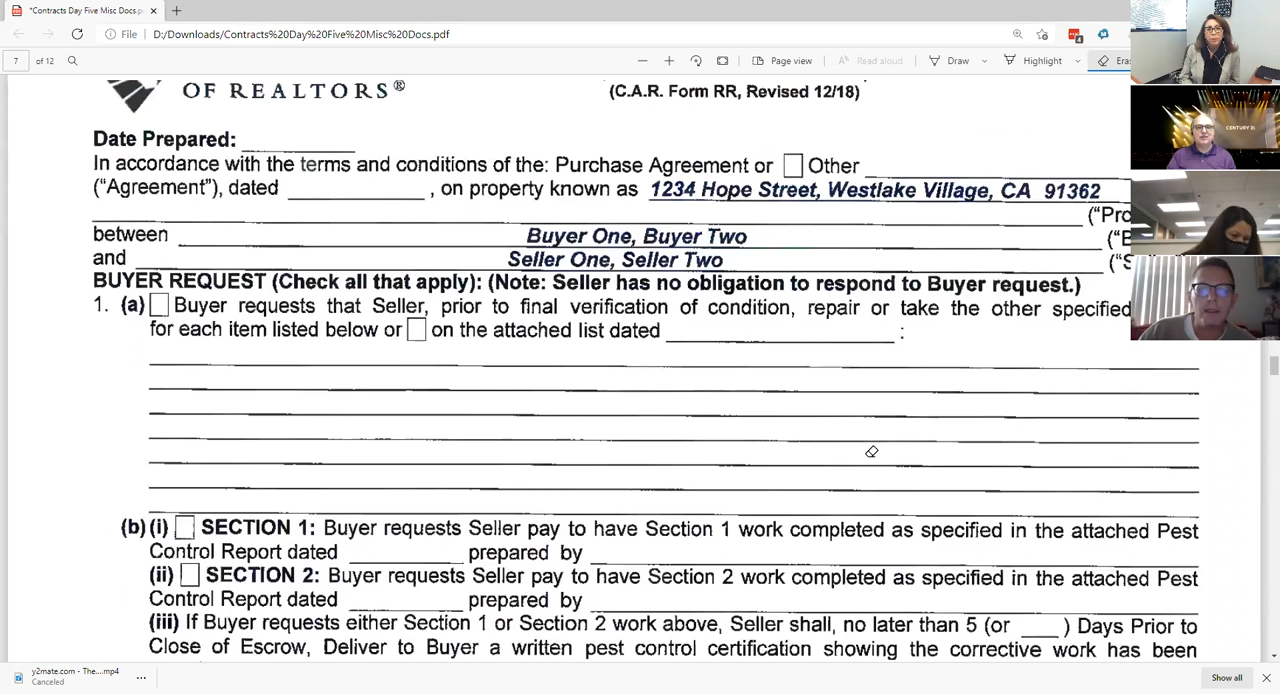 *Contracts Day Five Misc Docs.p
File
D:/Downloads/Contracts%20Day%20Five%20Misc%20Docs.pdf
7 of 12
Page view
Read aloud
Draw
Highlight
Eras
OF REALTORS®
(C.A.R. Form RR, Revised 12/18)
Date Prepared:
In accordance with the terms and conditions of the: Purchase Agreement or Other
("Agreement"), dated , on property known as 1234 Hope Street, Westlake Village, CA 91362
("Pro
between Buyer One, Buyer Two ("B
and Seller One, Seller Two ("S
BUYER REQUEST (Check all that apply): (Note: Seller has no obligation to respond to Buyer request.)
1. (a) Buyer requests that Seller, prior to final verification of condition, repair or take the other specified
for each item listed below or on the attached list dated :
(b) (i) SECTION 1: Buyer requests Seller pay to have Section 1 work completed as specified in the attached Pest
Control Report dated prepared by
(ii) SECTION 2: Buyer requests Seller pay to have Section 2 work completed as specified in the attached Pest
Control Report dated prepared by
(iii) If Buyer requests either Section 1 or Section 2 work above, Seller shall, no later than 5 (or ) Days Prior to
Close of Escrow, Deliver to Buyer a written pest control certification showing the corrective work has been
CENTURY 21
y2mate.com - The....mp4
Canceled
Show all